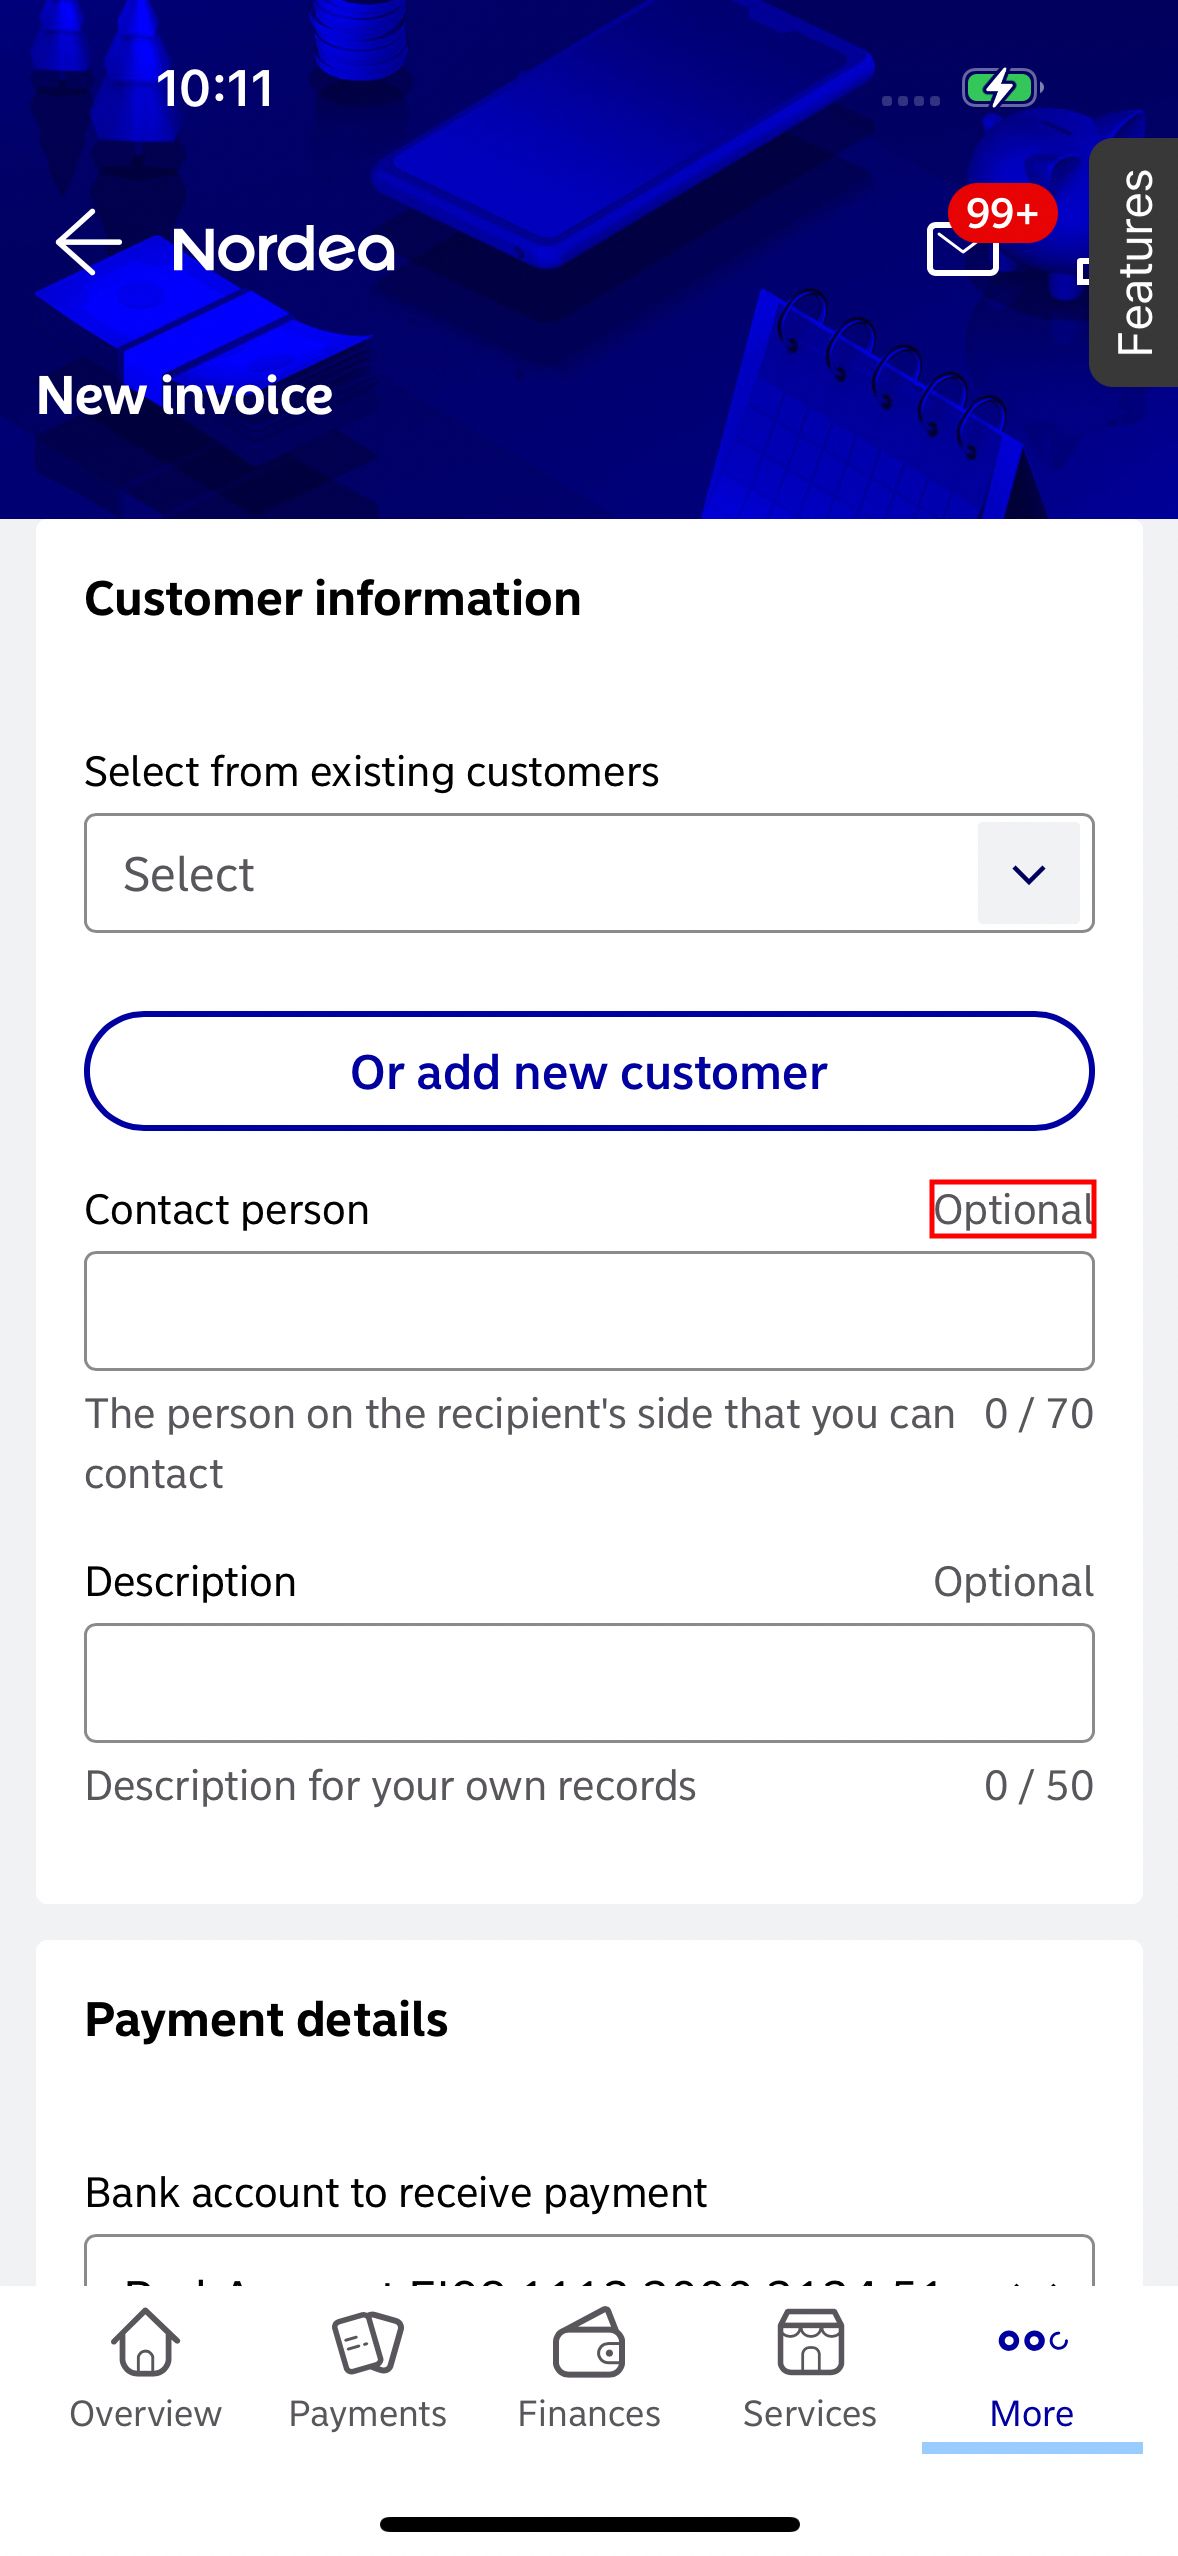 10:11
99+
Features
Nordea
New invoice
Customer information
Select from existing customers
Select
Or add new customer
Contact person Optional
The person on the recipient's side that you can 0 / 70
contact
Description Optional
Description for your own records 0 / 50
Payment details
Bank account to receive payment
Overview Payments Finances Services More